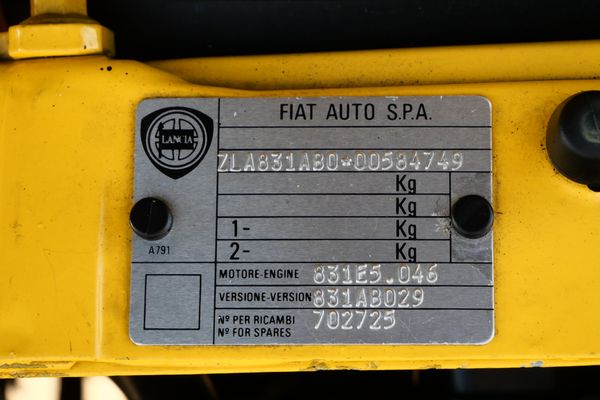 FIAT AUTO S.P.A.
LANCIA
ZLA831AB0*00584749
Kg
Kg
1- Kg
2- Kg
A791
MOTORE-ENGINE 831E5.046
VERSIONE-VERSION 831AB029
Nº PER RICAMBI 702725
Nº FOR SPARES